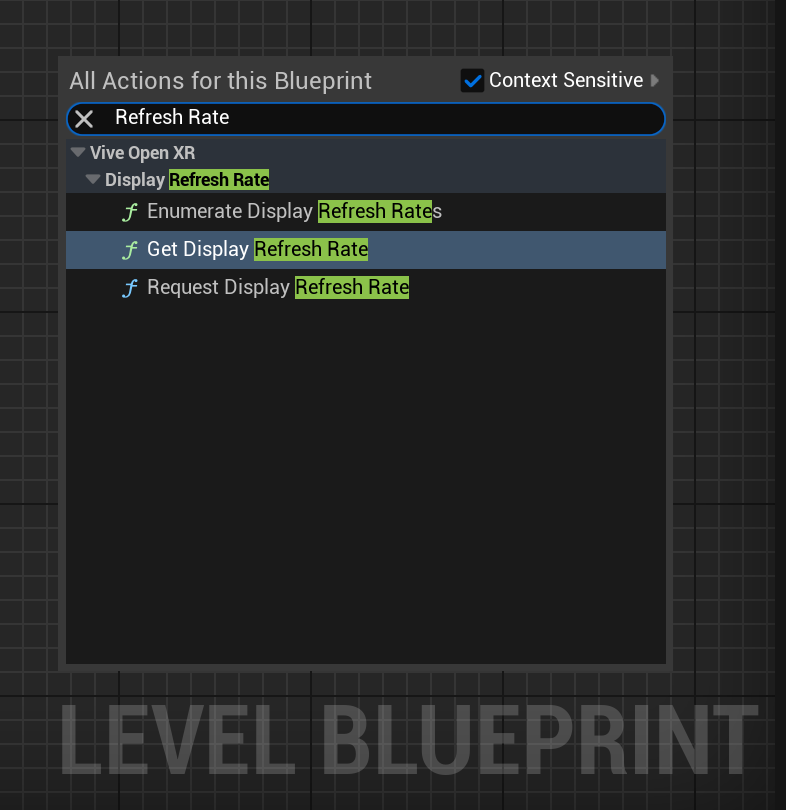 All Actions for this Blueprint Context Sensitive
Refresh Rate
Vive Open XR
Display Refresh Rate
Enumerate Display Refresh Rates
Get Display Refresh Rate
Request Display Refresh Rate
LEVEL BLUEPRINT